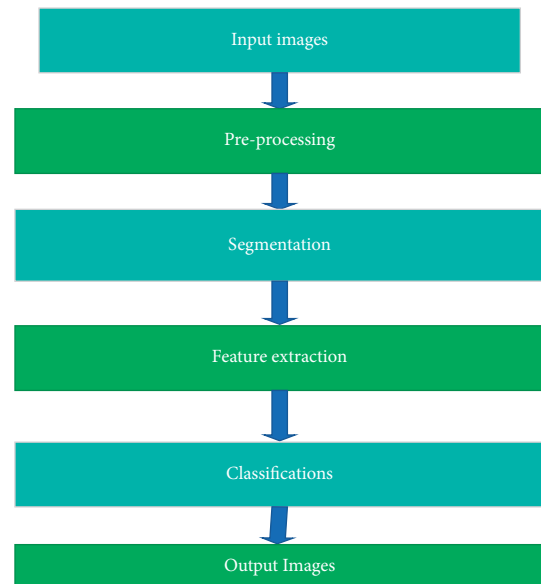 Input images
Pre-processing
Segmentation
Feature extraction
Classifications
Output Images